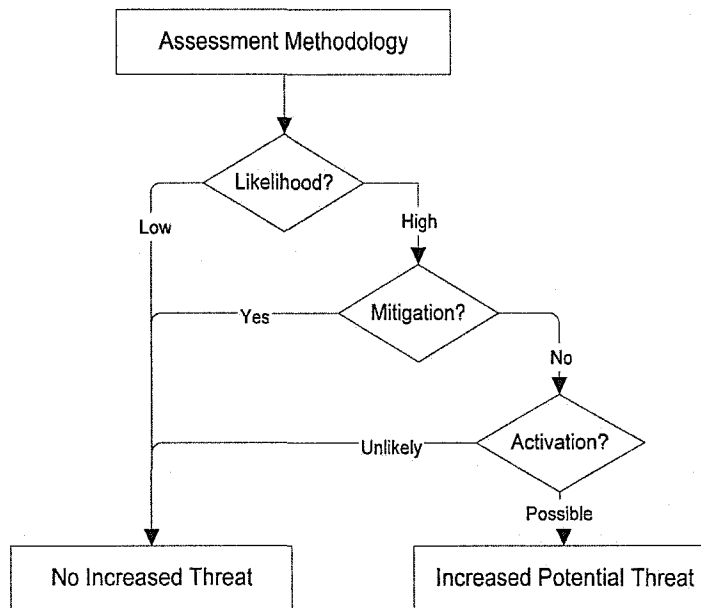 Assessment Methodology
Likelihood?
Low
High
Mitigation?
Yes
No
Activation?
Unlikely
Possible
No Increased Threat
Increased Potential Threat